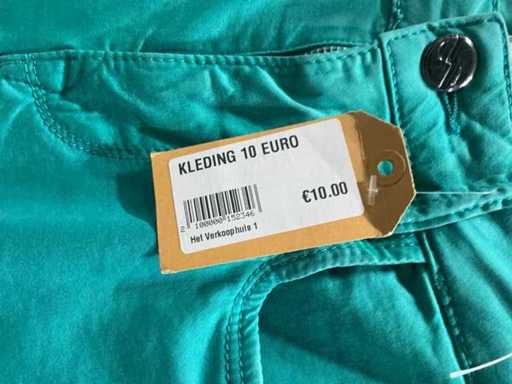 KLEDING 10 EURO
€10.00
2 100000 152346
Het Verkoophuis 1